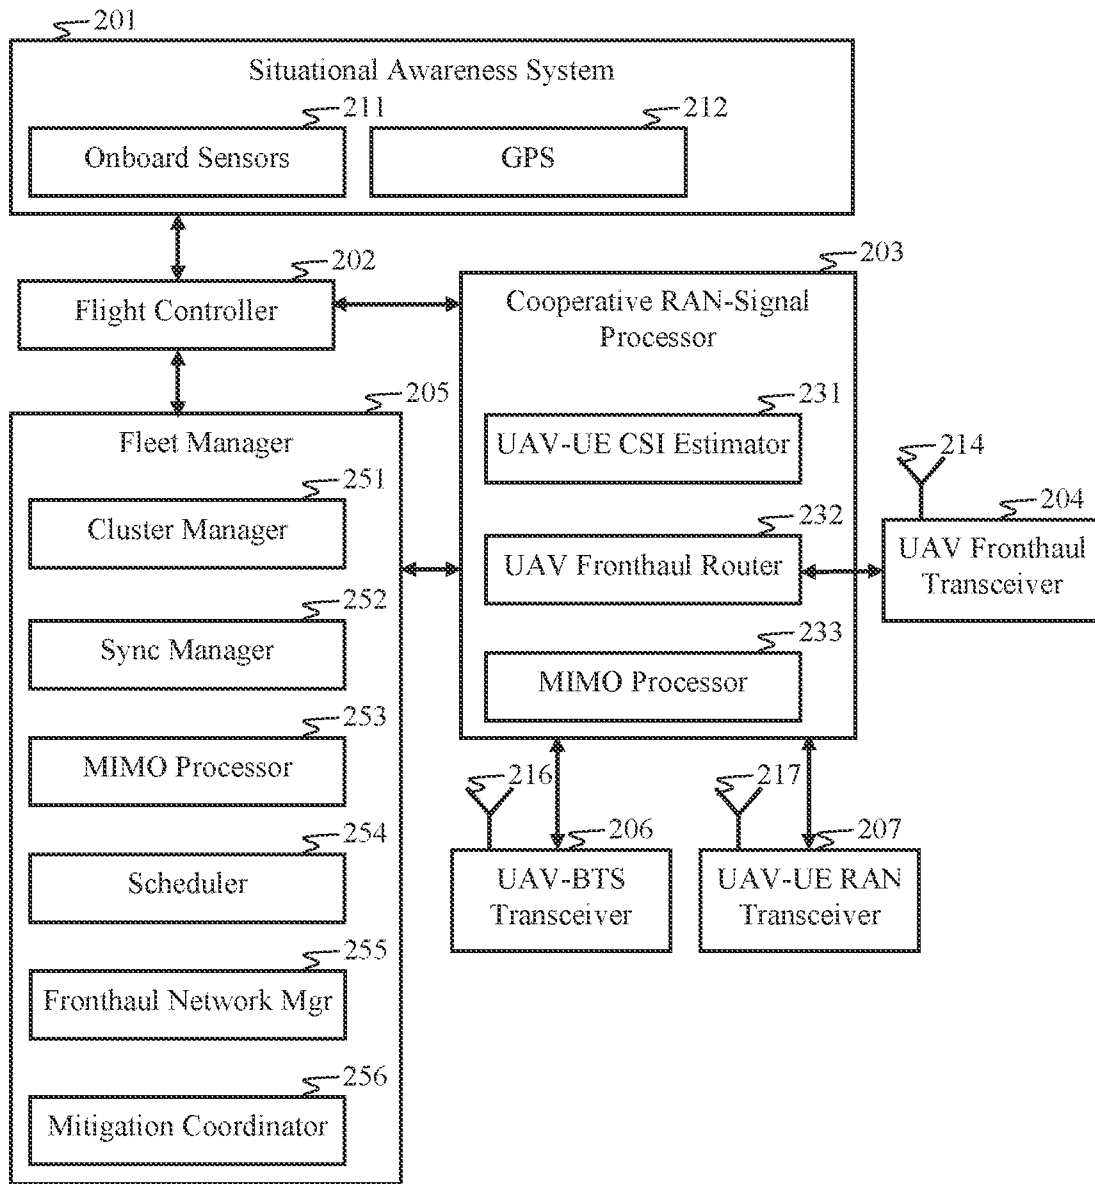 201
Situational Awareness System
211
212
Onboard Sensors
GPS
202
203
Flight Controller
Cooperative RAN-Signal
Processor
205
Fleet Manager
231
UAV-UE CSI Estimator
251
Cluster Manager
214
204
232
UAV Fronthaul Router
UAV Fronthaul
Transceiver
252
Sync Manager
233
MIMO Processor
253
MIMO Processor
216
217
254
Scheduler
206
207
UAV-BTS
Transceiver
UAV-UE RAN
Transceiver
255
Fronthaul Network Mgr
256
Mitigation Coordinator